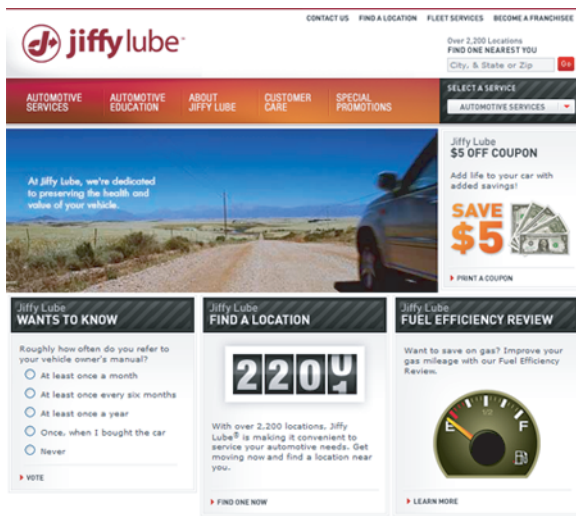 CONTACT US FIND A LOCATION FLEET SERVICES BECOME A FRANCHISEE
jiffylube
Over 2,200 Locations
FIND ONE NEAREST YOU
City, & State or Zip Go
AUTOMOTIVE SERVICES
AUTOMOTIVE EDUCATION
ABOUT JIFFY LUBE
CUSTOMER CARE
SPECIAL PROMOTIONS
SELECT A SERVICE
AUTOMOTIVE SERVICES
At Jiffy Lube, we're dedicated
to preserving the health and
value of your vehicle.
Jiffy Lube
$5 OFF COUPON
Add life to your car with
added savings!
SAVE
$5
PRINT A COUPON
Jiffy Lube
WANTS TO KNOW
Roughly how often do you refer to
your vehicle owner's manual?
At least once a month
At least once every six months
At least once a year
Once, when I bought the car
Never
VOTE
Jiffy Lube
FIND A LOCATION
220
With over 2,200 locations, Jiffy
Lube® is making it convenient to
service your automotive needs. Get
moving now and find a location near
you.
FIND ONE NOW
Jiffy Lube
FUEL EFFICIENCY REVIEW
Want to save on gas? Improve your
gas mileage with our Fuel Efficiency
Review.
E 1/2 F
LEARN MORE